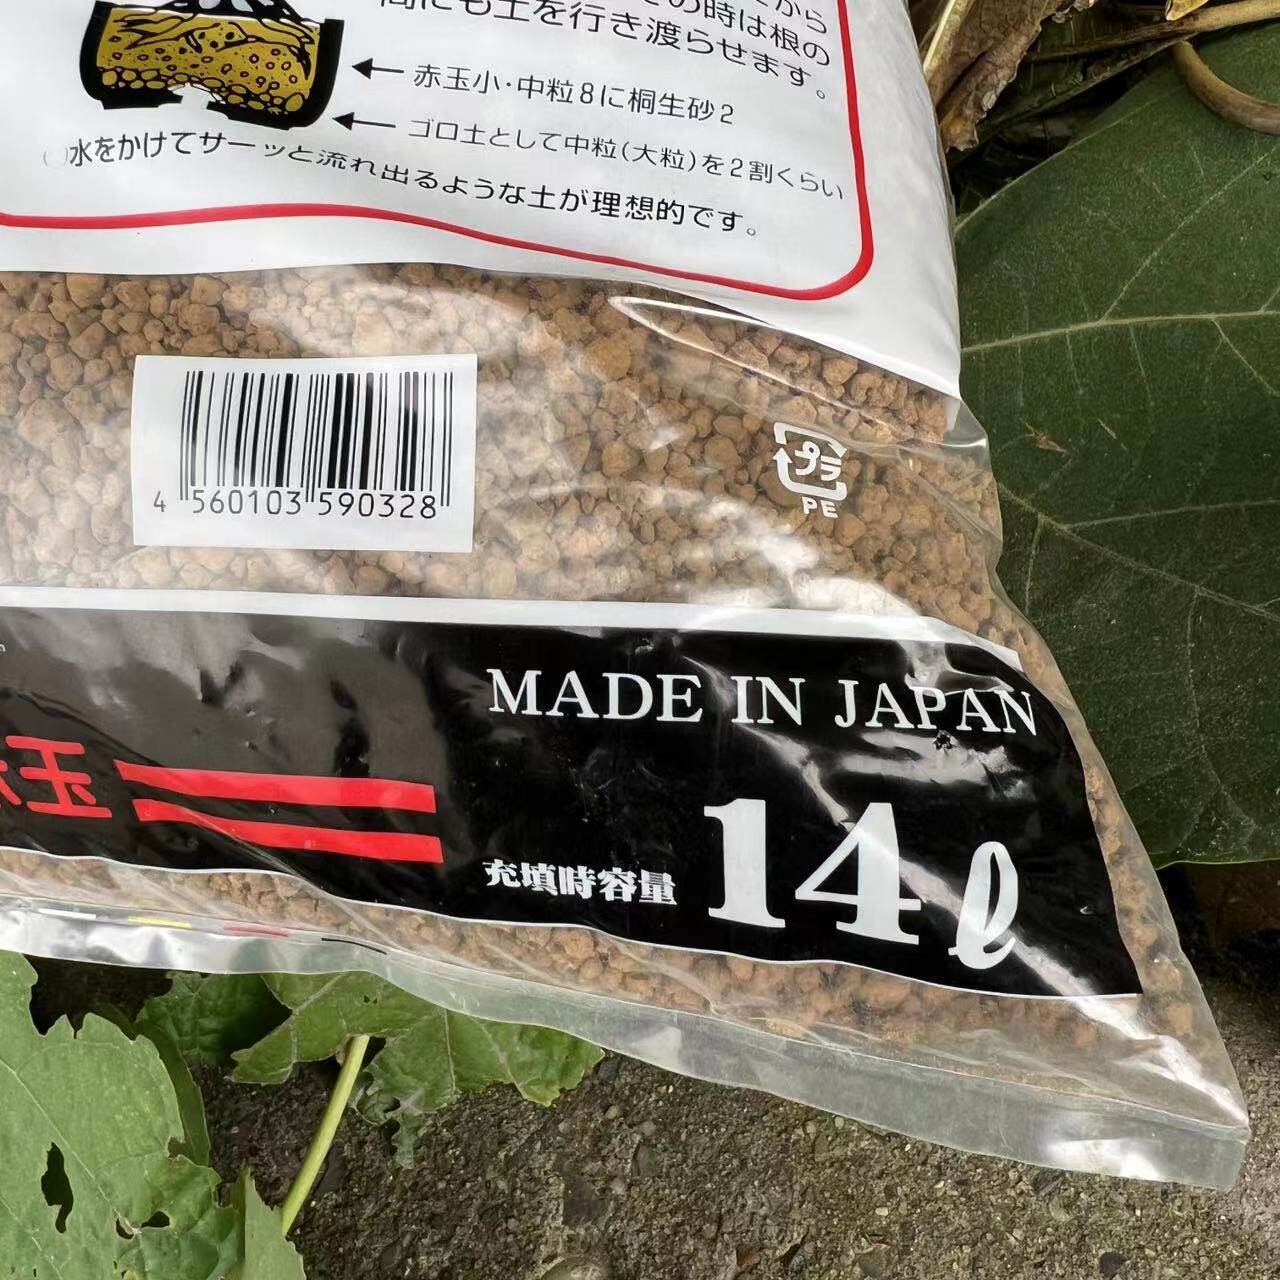 の時は根の
間にも土を行き渡らせます。
赤玉小・中粒8に桐生砂2
ゴロ土として中粒(大粒)を2割くらい
水をかけてサーッと流れ出るような土が理想的です。
4 560103 590328
プラ
PE
MADE IN JAPAN
玉
充填時容量 14ℓ